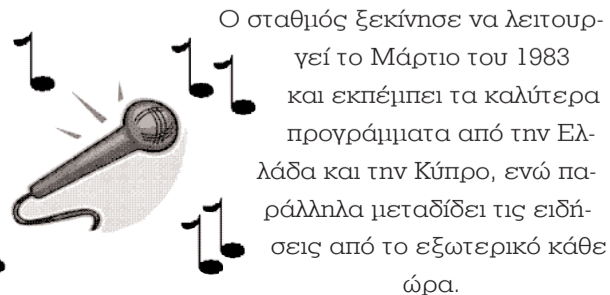 Ο σταθμός ξεκίνησε να λειτουρ-
γεί το Μάρτιο του 1983
και εκπέμπει τα καλύτερα
προγράμματα από την Ελ-
λάδα και την Κύπρο, ενώ πα-
ράλληλα μεταδίδει τις ειδή-
σεις από το εξωτερικό κάθε
ώρα.